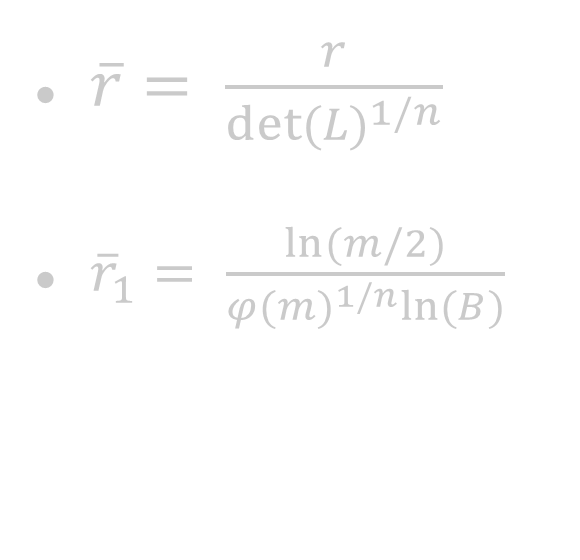 • r̄ = r / det(L)^{1/n}
• r̄₁ = ln(m/2) / φ(m)^{1/n}ln(B)